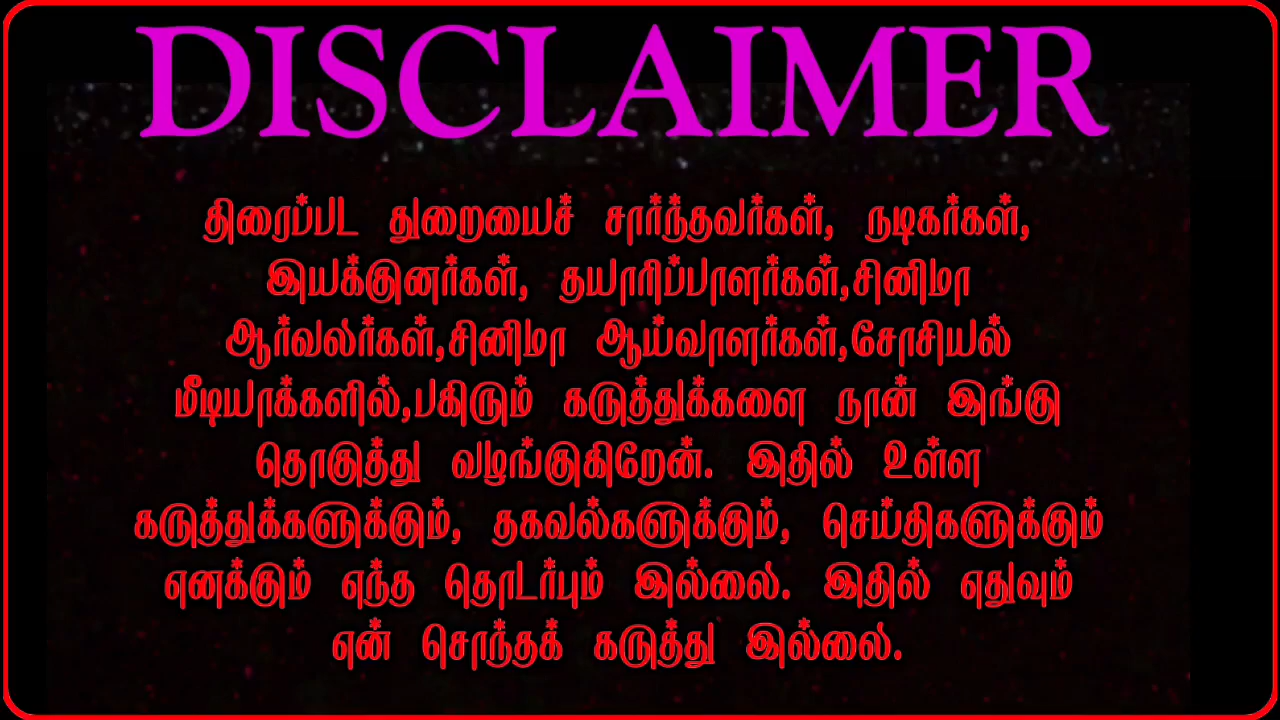 DISCLAIMER
திரைப்பட துறையைச் சார்ந்தவர்கள், நடிகர்கள்,
இயக்குனர்கள், தயாரிப்பாளர்கள்,சினிமா
ஆர்வலர்கள்,சினிமா ஆய்வாளர்கள்,சோசியல்
மீடியாக்களில்,பகிரும் கருத்துக்களை நான் இங்கு
தொகுத்து வழங்குகிறேன். இதில் உள்ள
கருத்துக்களுக்கும், தகவல்களுக்கும், செய்திகளுக்கும்
எனக்கும் எந்த தொடர்பும் இல்லை. இதில் எதுவும்
என் சொந்தக் கருத்து இல்லை.